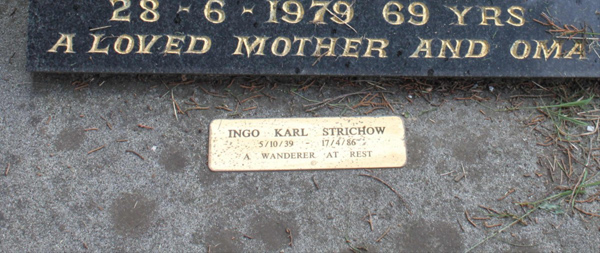 28 - 6 - 1979 69 YRS
A LOVED MOTHER AND OMA
INGO KARL STRICHOW
5/10/39 - 17/4/86
A WANDERER AT REST